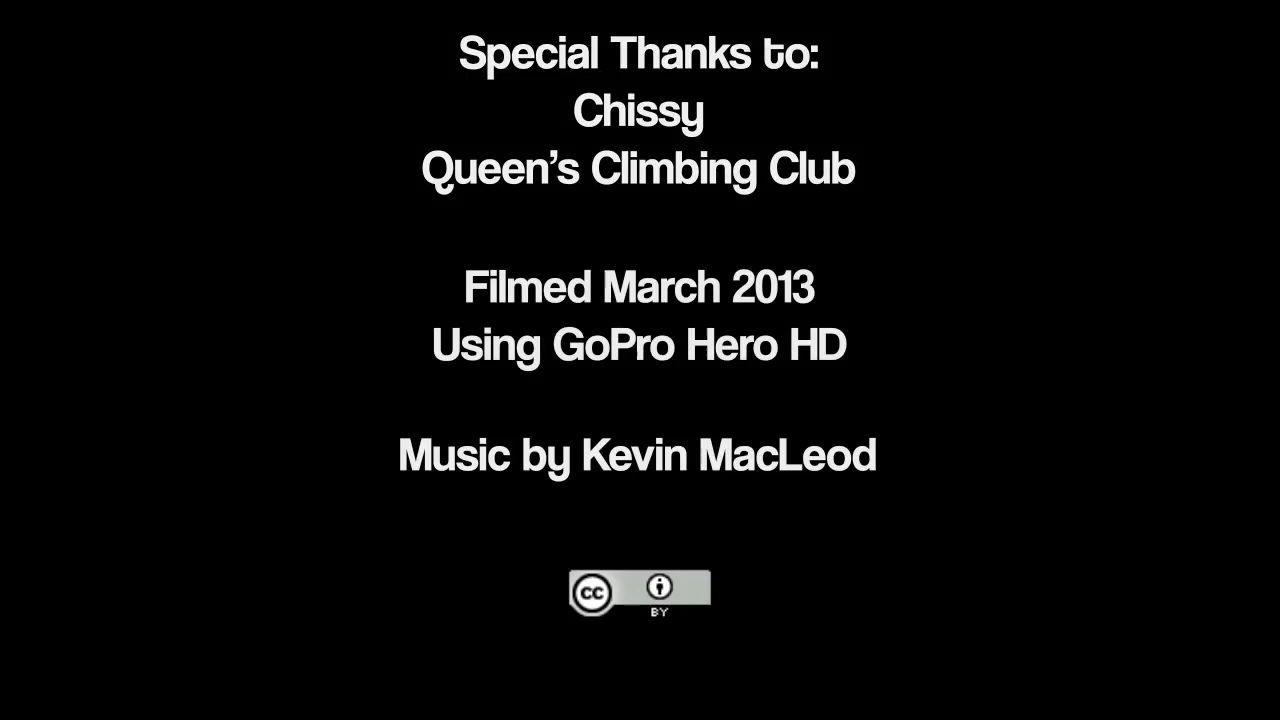 Special Thanks to:
Chissy
Queen’s Climbing Club
Filmed March 2013
Using GoPro Hero HD
Music by Kevin MacLeod
cc
BY